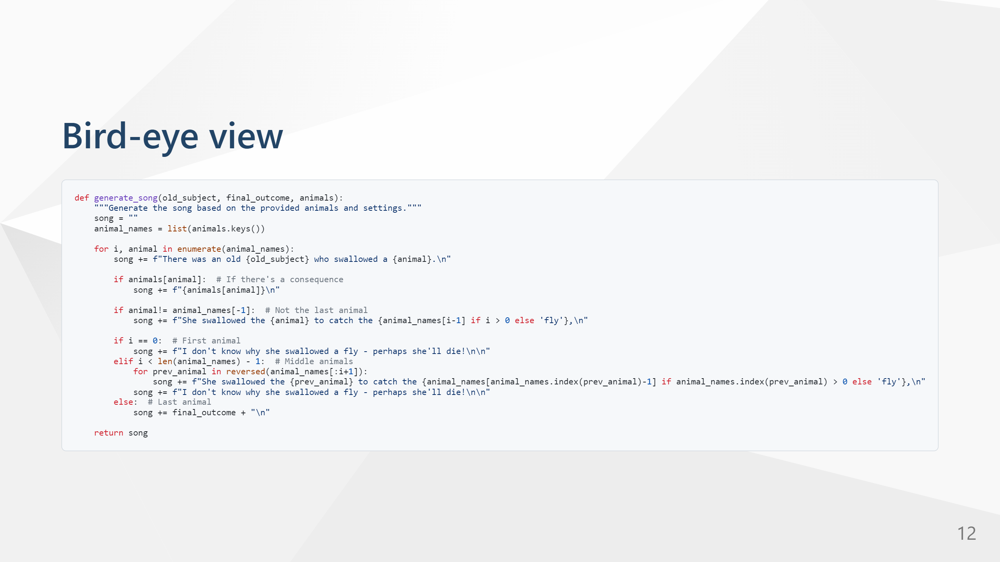 Bird-eye view
def generate_song(old_subject, final_outcome, animals):
    """Generate the song based on the provided animals and settings."""
    song = ""
    animal_names = list(animals.keys())

    for i, animal in enumerate(animal_names):
        song += f"There was an old {old_subject} who swallowed a {animal}.\n"

        if animals[animal]:  # If there's a consequence
            song += f"{animals[animal]}\n"

        if animal!= animal_names[-1]:  # Not the last animal
            song += f"She swallowed the {animal} to catch the {animal_names[i-1] if i > 0 else 'fly'},\n"

        if i == 0:  # First animal
            song += f"I don't know why she swallowed a fly - perhaps she'll die!\n\n"
        elif i < len(animal_names) - 1:  # Middle animals
            for prev_animal in reversed(animal_names[:i+1]):
                song += f"She swallowed the {prev_animal} to catch the {animal_names[animal_names.index(prev_animal)-1] if animal_names.index(prev_animal) > 0 else 'fly'},\n"
            song += f"I don't know why she swallowed a fly - perhaps she'll die!\n\n"
        else:  # Last animal
            song += final_outcome + "\n"

    return song
12